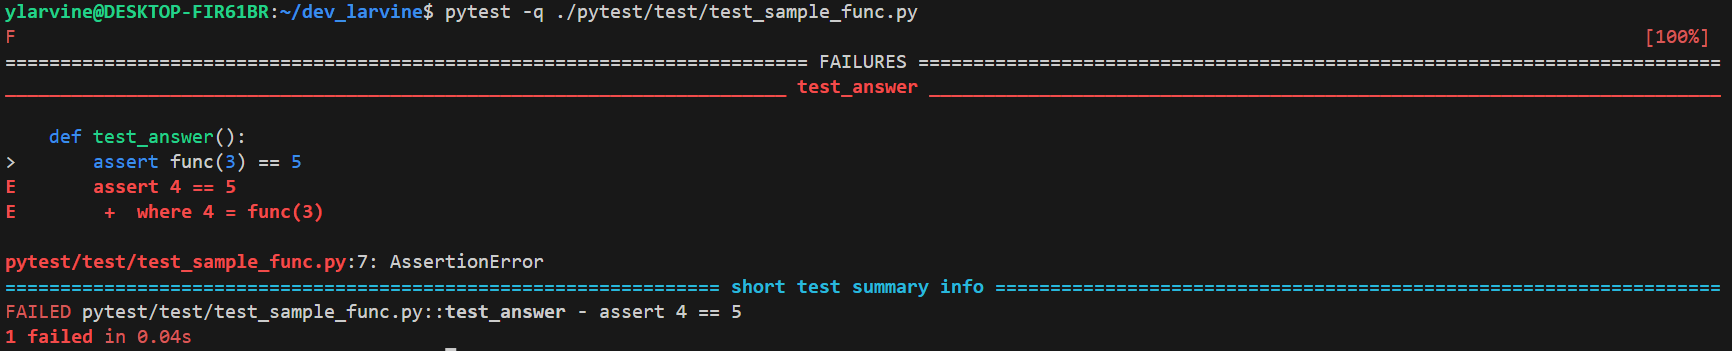 ylarvine@DESKTOP-FIR61BR:~/dev_larvine$ pytest -q ./pytest/test/test_sample_func.py
F [100%]
========================================================================= FAILURES =========================================================================
_______________________________________________________________________ test_answer ________________________________________________________________________
    def test_answer():
>       assert func(3) == 5
E       assert 4 == 5
E        +  where 4 = func(3)
pytest/test/test_sample_func.py:7: AssertionError
================================================================= short test summary info ==================================================================
FAILED pytest/test/test_sample_func.py::test_answer - assert 4 == 5
1 failed in 0.04s